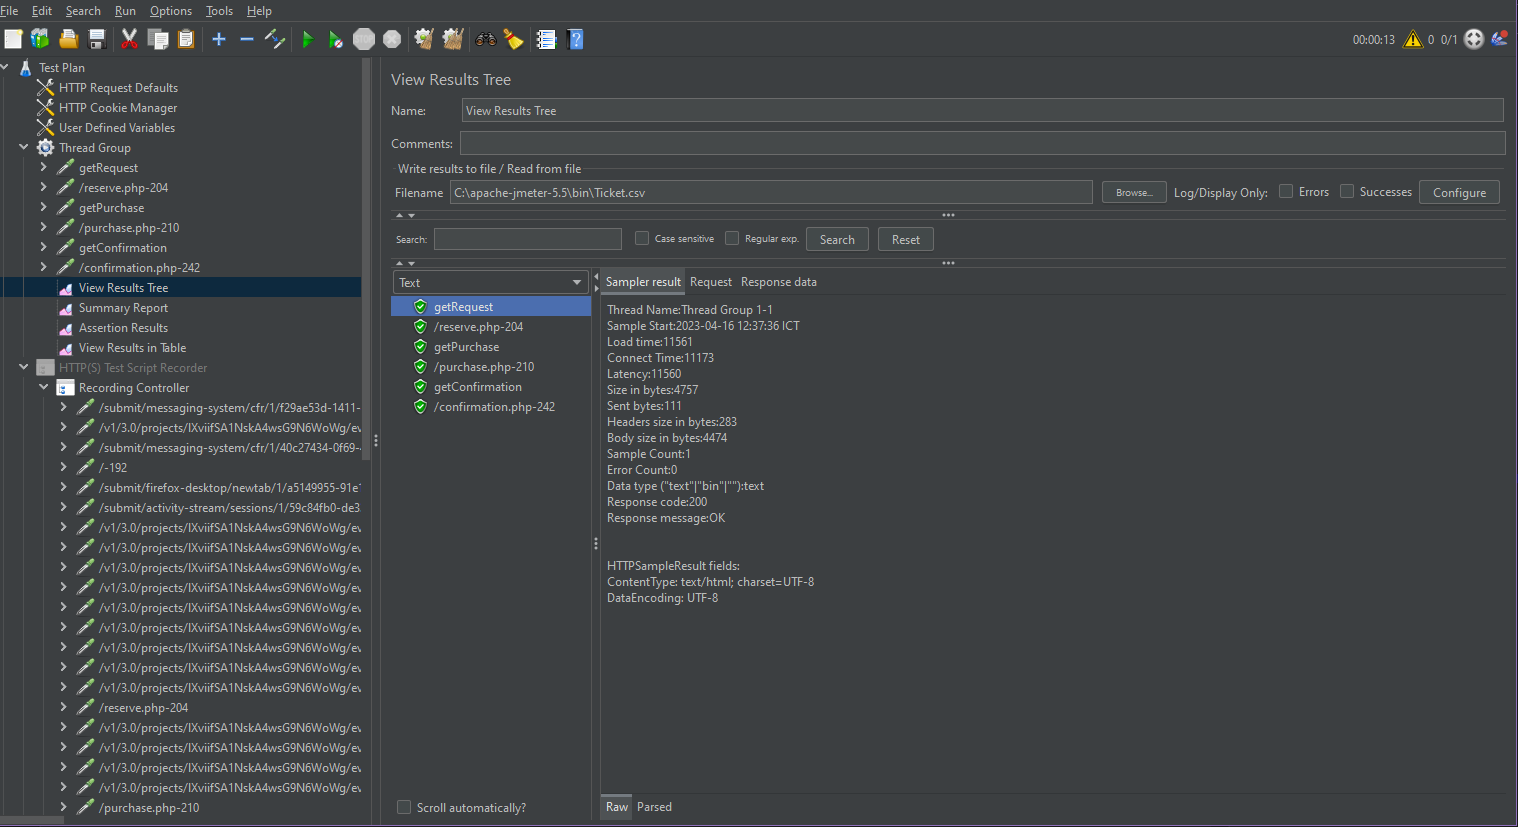 File Edit Search Run Options Tools Help
00:00:13 0 0/1
Test Plan
HTTP Request Defaults
HTTP Cookie Manager
User Defined Variables
Thread Group
getRequest
/reserve.php-204
getPurchase
/purchase.php-210
getConfirmation
/confirmation.php-242
View Results Tree
Summary Report
Assertion Results
View Results in Table
HTTP(S) Test Script Recorder
Recording Controller
/submit/messaging-system/cfr/1/f29ae53d-1411-
/v1/3.0/projects/IXviifSA1NskA4wsG9N6WoWg/ev
/submit/messaging-system/cfr/1/40c27434-0f69-
/-192
/submit/firefox-desktop/newtab/1/a5149955-91e
/submit/activity-stream/sessions/1/59c84fb0-de3
/v1/3.0/projects/IXviifSA1NskA4wsG9N6WoWg/ev
/v1/3.0/projects/IXviifSA1NskA4wsG9N6WoWg/ev
/v1/3.0/projects/IXviifSA1NskA4wsG9N6WoWg/ev
/v1/3.0/projects/IXviifSA1NskA4wsG9N6WoWg/ev
/v1/3.0/projects/IXviifSA1NskA4wsG9N6WoWg/ev
/v1/3.0/projects/IXviifSA1NskA4wsG9N6WoWg/ev
/v1/3.0/projects/IXviifSA1NskA4wsG9N6WoWg/ev
/v1/3.0/projects/IXviifSA1NskA4wsG9N6WoWg/ev
/v1/3.0/projects/IXviifSA1NskA4wsG9N6WoWg/ev
/reserve.php-204
/v1/3.0/projects/IXviifSA1NskA4wsG9N6WoWg/ev
/v1/3.0/projects/IXviifSA1NskA4wsG9N6WoWg/ev
/v1/3.0/projects/IXviifSA1NskA4wsG9N6WoWg/ev
/v1/3.0/projects/IXviifSA1NskA4wsG9N6WoWg/ev
/purchase.php-210
View Results Tree
Name: View Results Tree
Comments:
Write results to file / Read from file
Filename C:\apache-jmeter-5.5\bin\Ticket.csv Browse... Log/Display Only: Errors Successes Configure
Search: Case sensitive Regular exp. Search Reset
Text
getRequest
/reserve.php-204
getPurchase
/purchase.php-210
getConfirmation
/confirmation.php-242
Scroll automatically?
Sampler result Request Response data
Thread Name:Thread Group 1-1
Sample Start:2023-04-16 12:37:36 ICT
Load time:11561
Connect Time:11173
Latency:11560
Size in bytes:4757
Sent bytes:111
Headers size in bytes:283
Body size in bytes:4474
Sample Count:1
Error Count:0
Data type ("text"|"bin"|""):text
Response code:200
Response message:OK
HTTPSampleResult fields:
ContentType: text/html; charset=UTF-8
DataEncoding: UTF-8
Raw Parsed